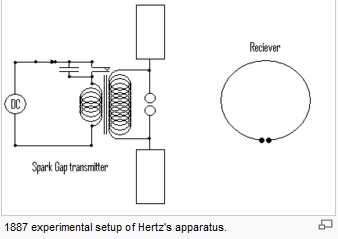 Reciever
DC
Spark Gap transmitter
1887 experimental setup of Hertz's apparatus.